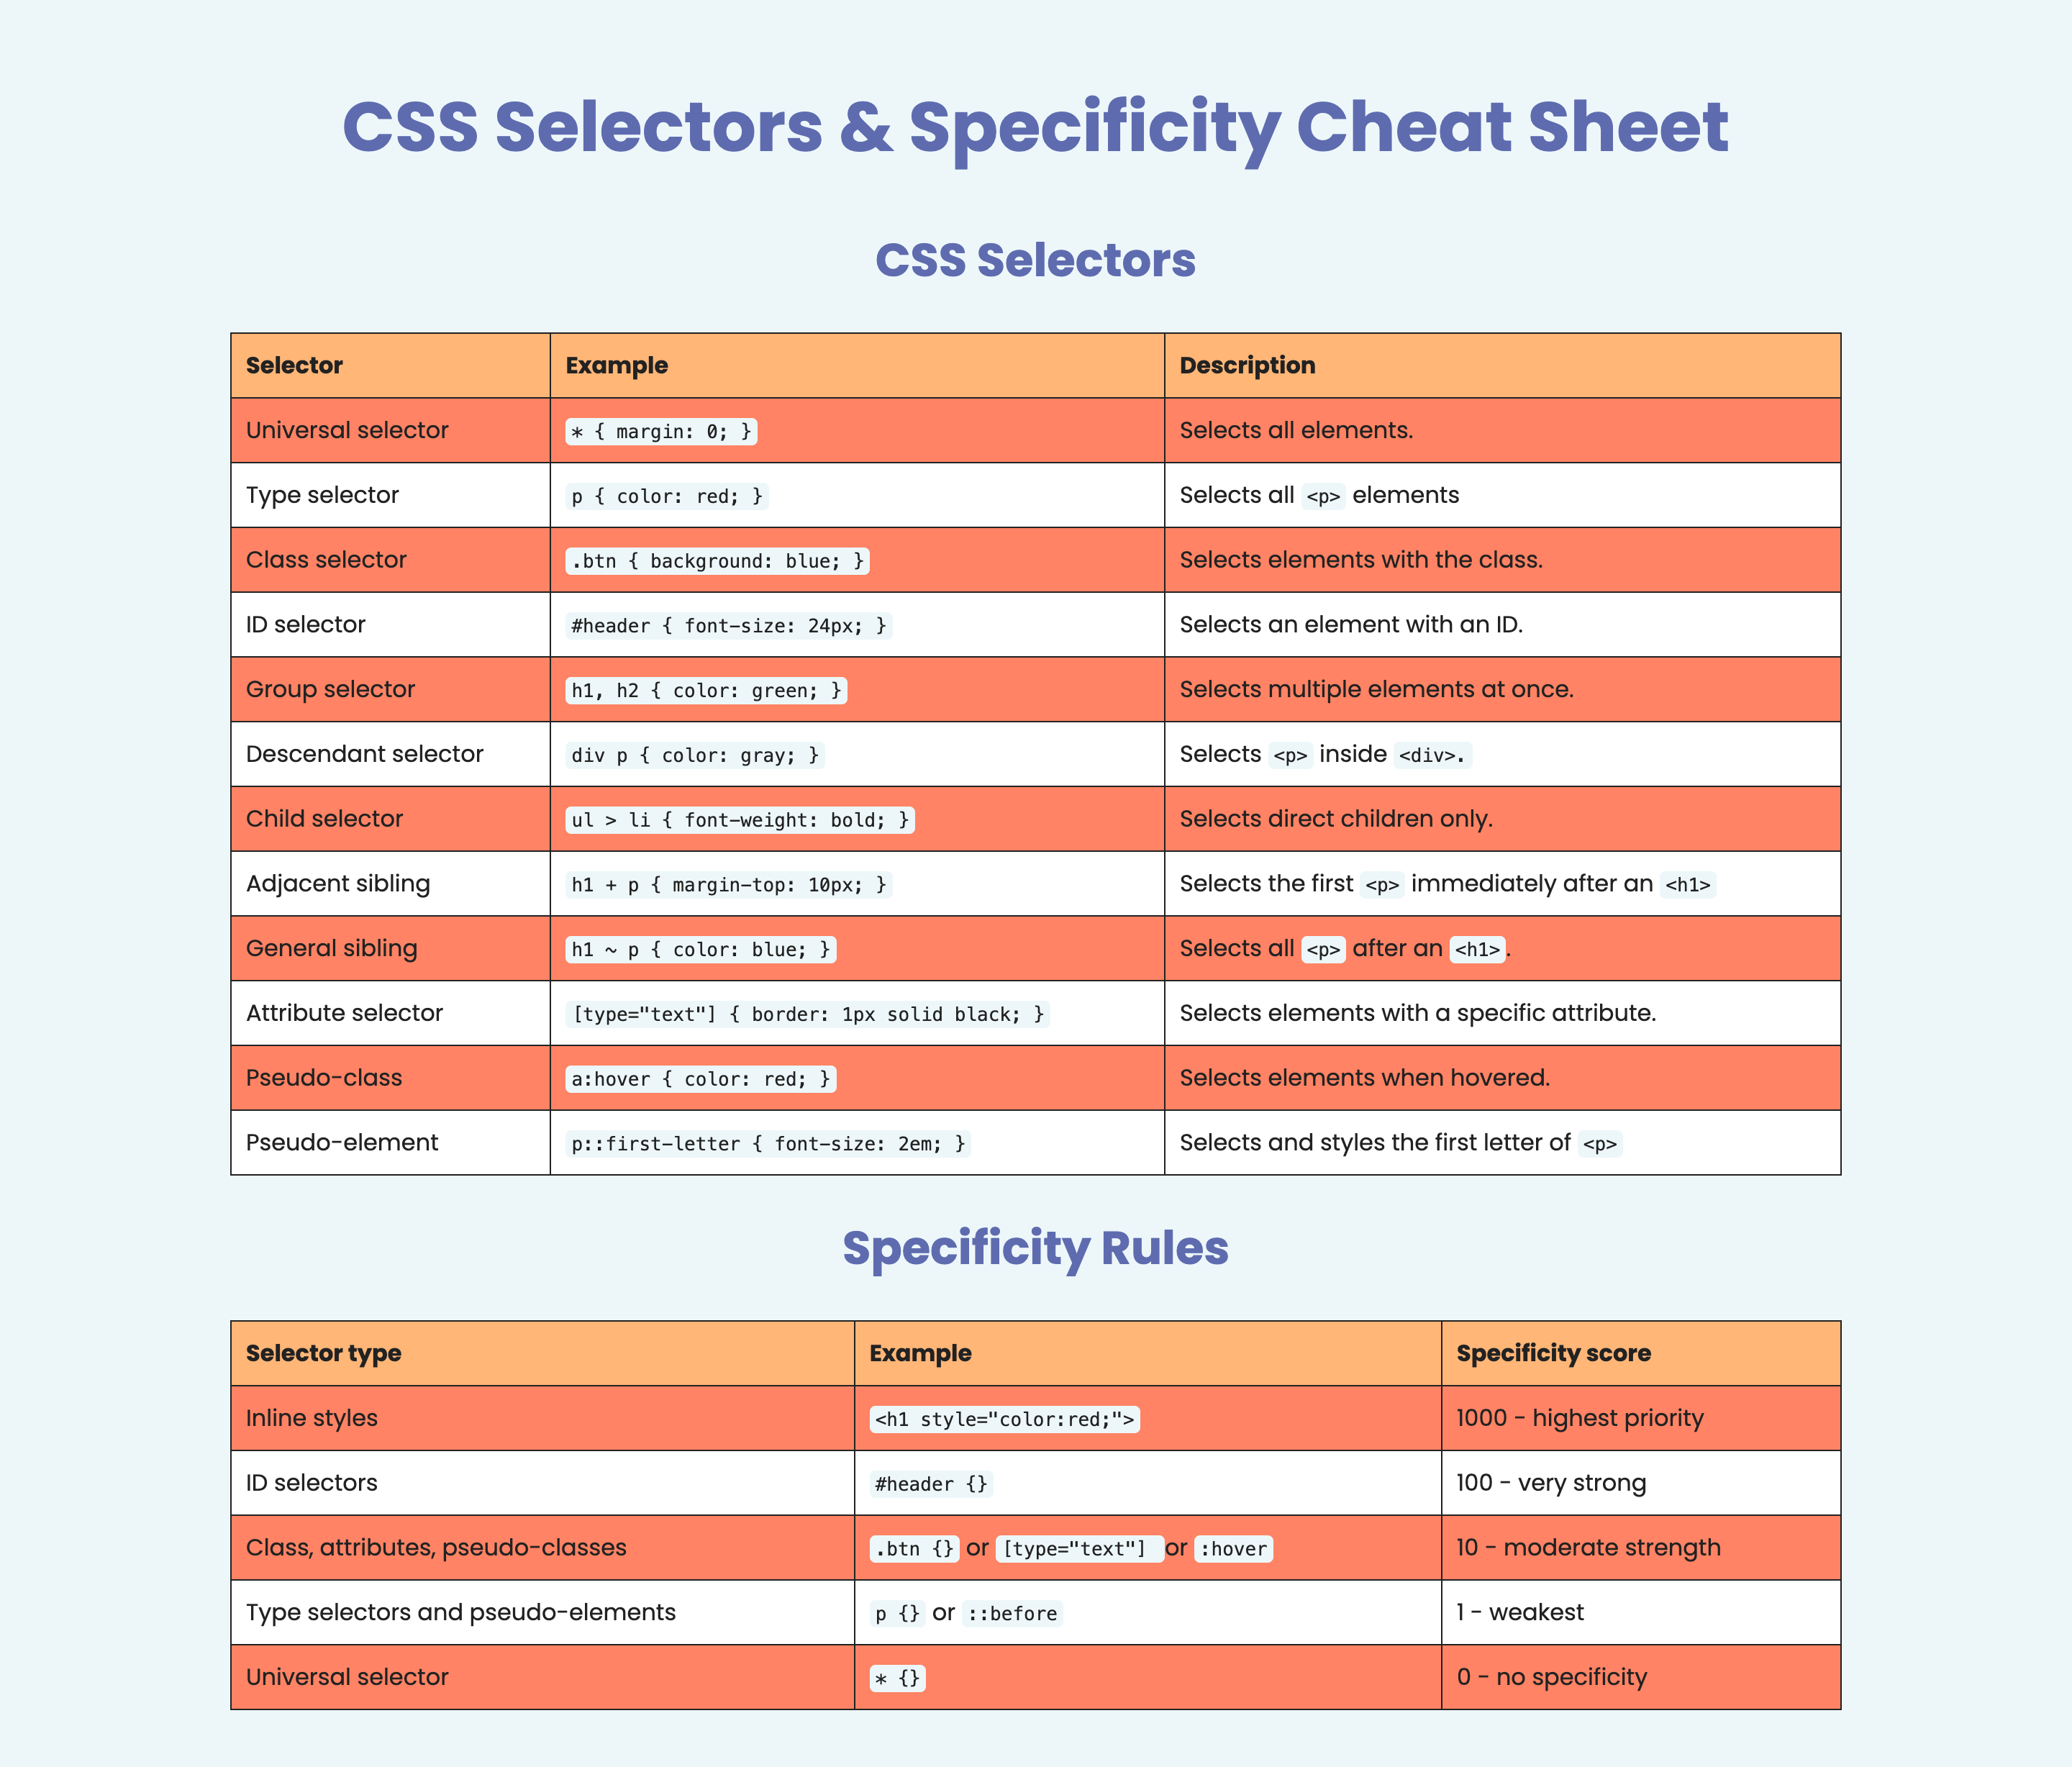 CSS Selectors & Specificity Cheat Sheet
CSS Selectors
Selector Example Description
Universal selector * { margin: 0; } Selects all elements.
Type selector p { color: red; } Selects all <p> elements
Class selector .btn { background: blue; } Selects elements with the class.
ID selector #header { font-size: 24px; } Selects an element with an ID.
Group selector h1, h2 { color: green; } Selects multiple elements at once.
Descendant selector div p { color: gray; } Selects <p> inside <div>.
Child selector ul > li { font-weight: bold; } Selects direct children only.
Adjacent sibling h1 + p { margin-top: 10px; } Selects the first <p> immediately after an <h1>
General sibling h1 ~ p { color: blue; } Selects all <p> after an <h1>.
Attribute selector [type="text"] { border: 1px solid black; } Selects elements with a specific attribute.
Pseudo-class a:hover { color: red; } Selects elements when hovered.
Pseudo-element p::first-letter { font-size: 2em; } Selects and styles the first letter of <p>
Specificity Rules
Selector type Example Specificity score
Inline styles <h1 style="color:red;"> 1000 - highest priority
ID selectors #header {} 100 - very strong
Class, attributes, pseudo-classes .btn {} or [type="text"] or :hover 10 - moderate strength
Type selectors and pseudo-elements p {} or ::before 1 - weakest
Universal selector * {} 0 - no specificity